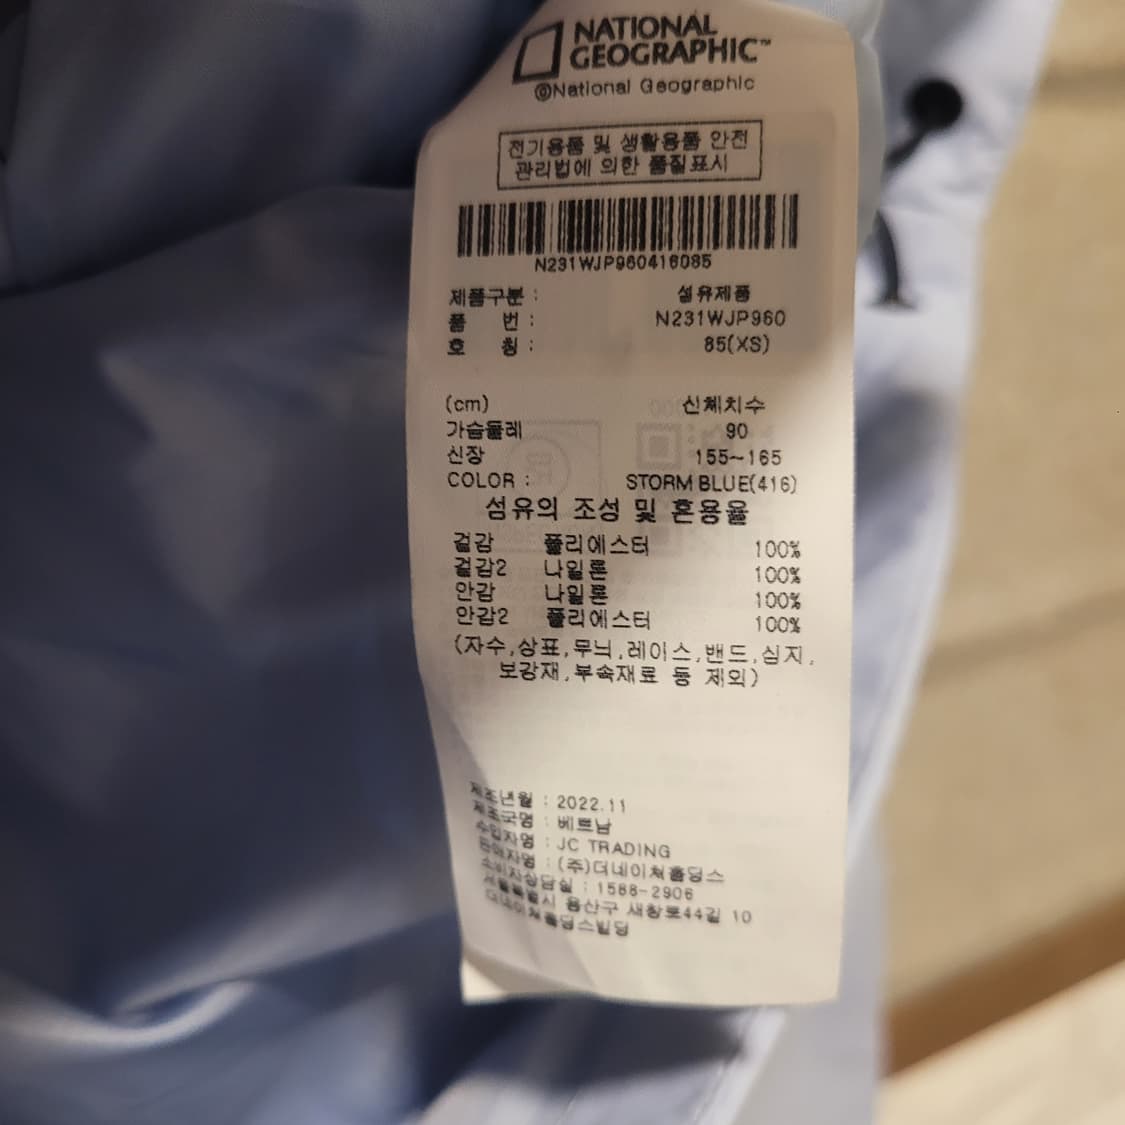 NATIONAL
GEOGRAPHIC™
©National Geographic
전기용품 및 생활용품 안전
관리법에 의한 품질표시
N231WJP960416085
제품구분 : 섬유제품
품 번 : N231WJP960
호 칭 : 85(XS)
(cm) 신체치수
가슴둘레 90
신장 155~165
COLOR : STORM BLUE(416)
섬유의 조성 및 혼용율
겉감 폴리에스터 100%
겉감2 나일론 100%
안감 나일론 100%
안감2 폴리에스터 100%
(자수,상표,무늬,레이스,밴드,심지,
보강재,부속재료 등 제외)
제조년월 : 2022.11
제조국명 : 베트남
수입자명 : JC TRADING
판매자명 : (주)더네이쳐홀딩스
소비자상담실 : 1588-2906
서울특별시 용산구 새창로44길 10
더네이쳐홀딩스빌딩